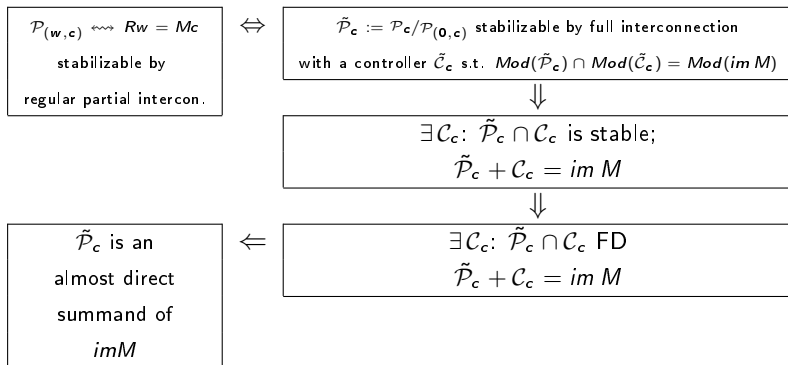 𝒫₍w,c₎ ⟷ Rw = Mc
stabilizable by
regular partial intercon.
⇔
𝒫̃_c := 𝒫_c/𝒫_(0,c) stabilizable by full interconnection
with a controller 𝒞̃_c s.t. Mod(𝒫̃_c) ∩ Mod(𝒞̃_c) = Mod(im M)
⇓
∃ 𝒞_c: 𝒫̃_c ∩ 𝒞_c is stable;
𝒫̃_c + 𝒞_c = im M
⇓
∃ 𝒞_c: 𝒫̃_c ∩ 𝒞_c FD
𝒫̃_c + 𝒞_c = im M
⇐
𝒫̃_c is an
almost direct
summand of
imM